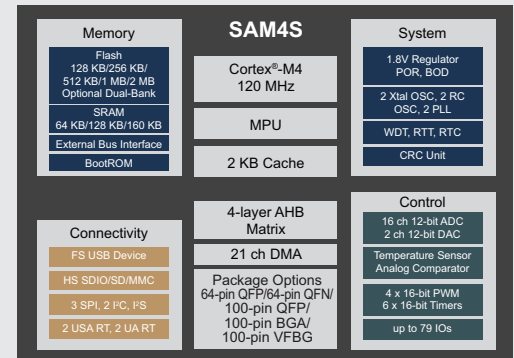 Memory
Flash
128 KB/256 KB/
512 KB/1 MB/2 MB
Optional Dual-Bank
SRAM
64 KB/128 KB/160 KB
External Bus Interface
BootROM
SAM4S
Cortex®-M4
120 MHz
MPU
2 KB Cache
System
1.8V Regulator
POR, BOD
2 Xtal OSC, 2 RC
OSC, 2 PLL
WDT, RTT, RTC
CRC Unit
Connectivity
FS USB Device
HS SDIO/SD/MMC
3 SPI, 2 I²C, I²S
2 USA RT, 2 UA RT
4-layer AHB
Matrix
21 ch DMA
Package Options
64-pin QFP/64-pin QFN/
100-pin QFP/
100-pin BGA/
100-pin VFBG
Control
16 ch 12-bit ADC
2 ch 12-bit DAC
Temperature Sensor
Analog Comparator
4 x 16-bit PWM
6 x 16-bit Timers
up to 79 IOs